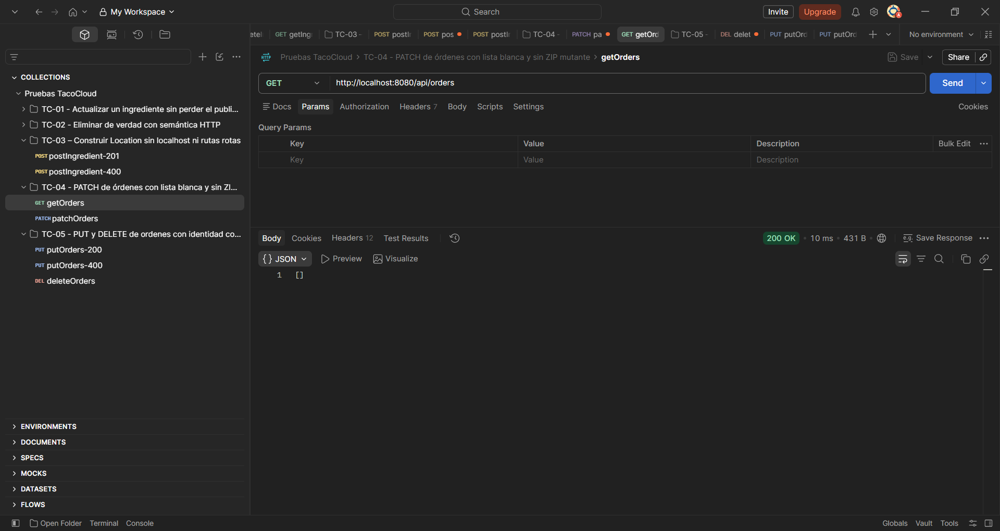 My Workspace
Search
Invite
Upgrade
GET getIng
TC-03 -
POST postIr
POST pos
POST postIr
TC-04 -
PATCH pa
GET getOrd
TC-05 -
DEL delet
PUT putOrd
PUT putOrd
No environment
Pruebas TacoCloud > TC-04 - PATCH de órdenes con lista blanca y sin ZIP mutante > getOrders
Save
Share
COLLECTIONS
Pruebas TacoCloud
TC-01 - Actualizar un ingrediente sin perder el publi...
TC-02 - Eliminar de verdad con semántica HTTP
TC-03 – Construir Location sin localhost ni rutas rotas
POST postIngredient-201
POST postIngredient-400
TC-04 - PATCH de órdenes con lista blanca y sin ZI...
GET getOrders
PATCH patchOrders
TC-05 - PUT y DELETE de ordenes con identidad co...
PUT putOrders-200
PUT putOrders-400
DEL deleteOrders
ENVIRONMENTS
DOCUMENTS
SPECS
MOCKS
DATASETS
FLOWS
HTTP
GET
http://localhost:8080/api/orders
Send
Docs
Params
Authorization
Headers 7
Body
Scripts
Settings
Cookies
Query Params
Key
Value
Description
Bulk Edit
Key
Value
Description
Body
Cookies
Headers 12
Test Results
200 OK
10 ms
431 B
e.g.
Save Response
{} JSON
Preview
Visualize
1 []
Open Folder
Terminal
Console
Globals
Vault
Tools